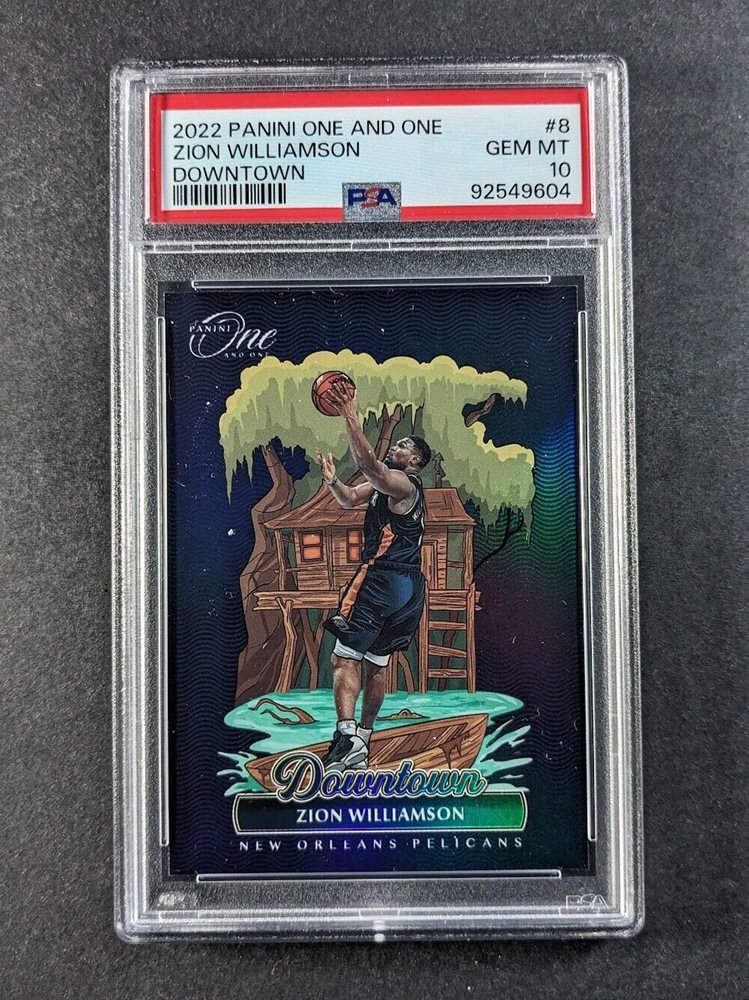 2022 PANINI ONE AND ONE #8
ZION WILLIAMSON GEM MT
DOWNTOWN 10
PSA 92549604
PANINI
One
AND ONE
Downtown
ZION WILLIAMSON
NEW ORLEANS PELICANS
PSA